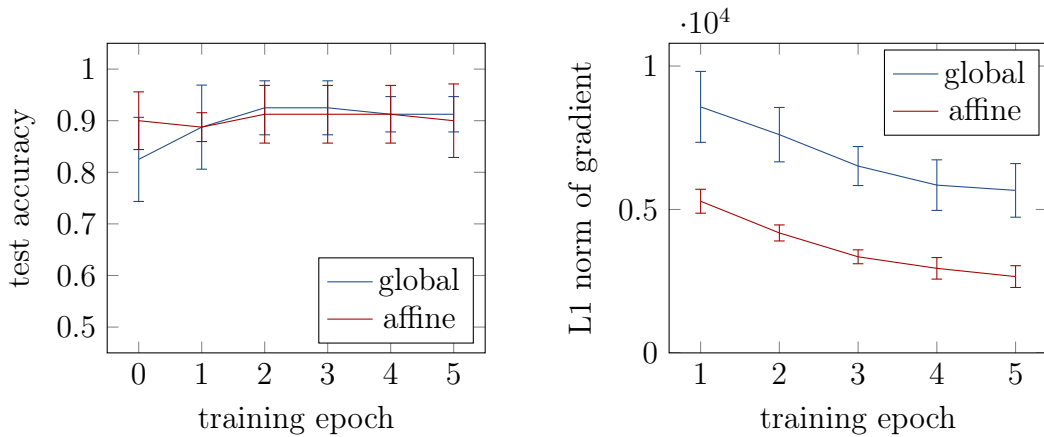 1
0.9
0.8
0.7
0.6
0.5
test accuracy
global
affine
0 1 2 3 4 5
training epoch
·10⁴
1
0.5
0
L1 norm of gradient
global
affine
1 2 3 4 5
training epoch